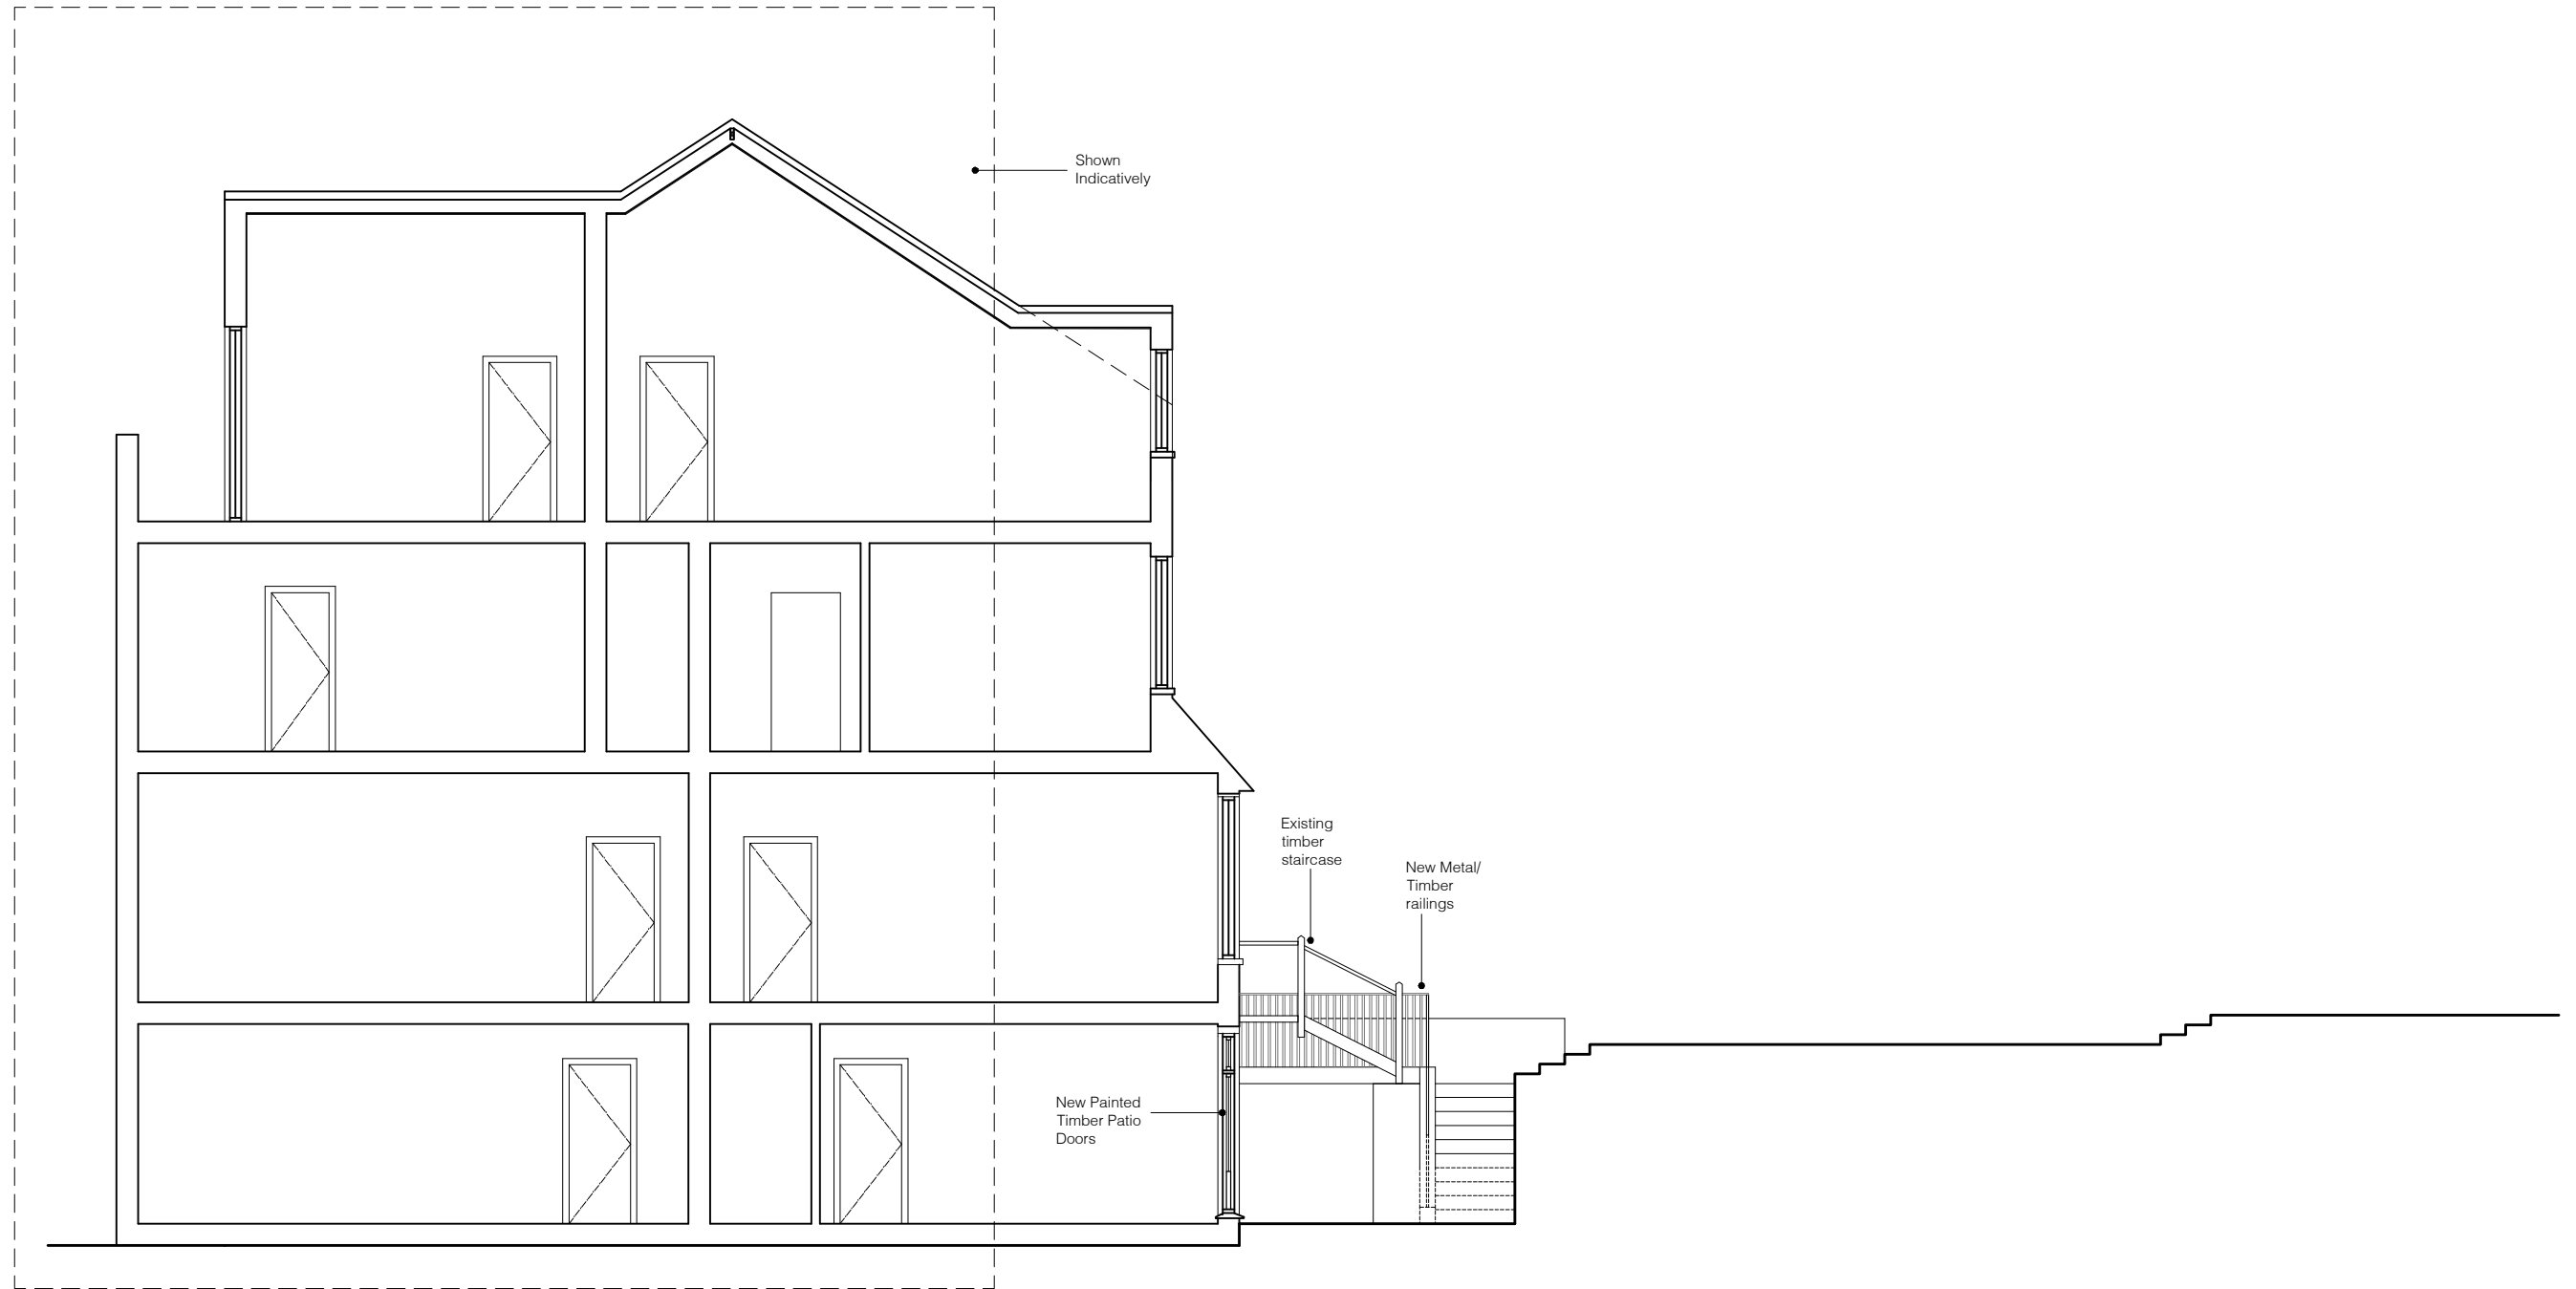 Shown
Indicatively
Existing
timber
staircase
New Metal/
Timber
railings
New Painted
Timber Patio
Doors